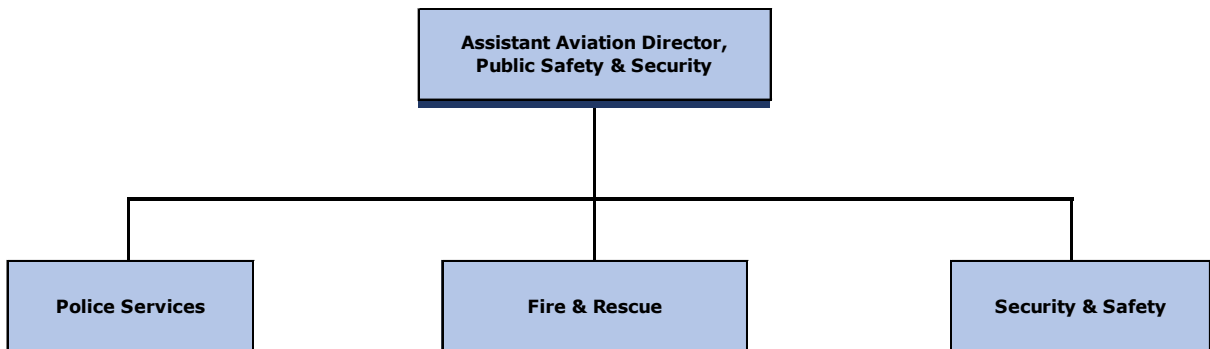 Assistant Aviation Director,
Public Safety & Security
Police Services
Fire & Rescue
Security & Safety